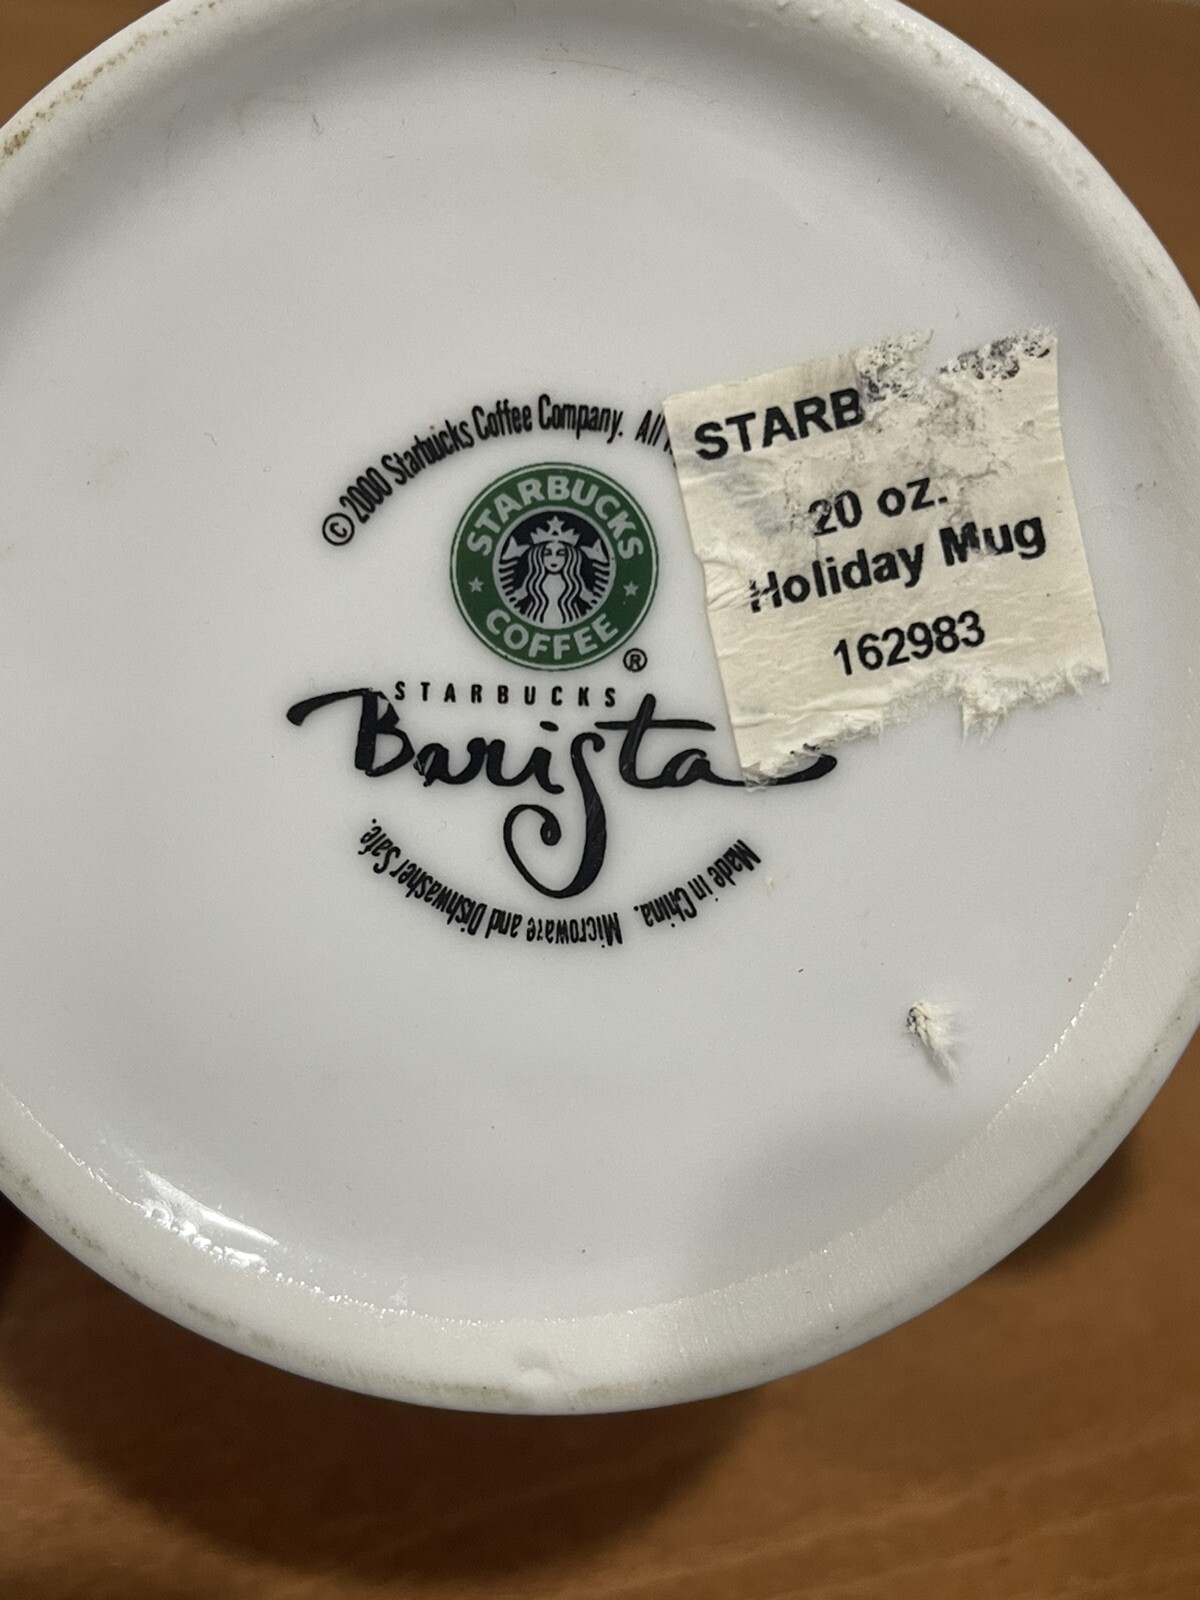 © 2000 Starbucks Coffee Company. All
STARBUCKS
COFFEE
®
STARBUCKS
Barista
Made in China. Microwave and Dishwasher Safe.
STARB
20 oz.
Holiday Mug
162983